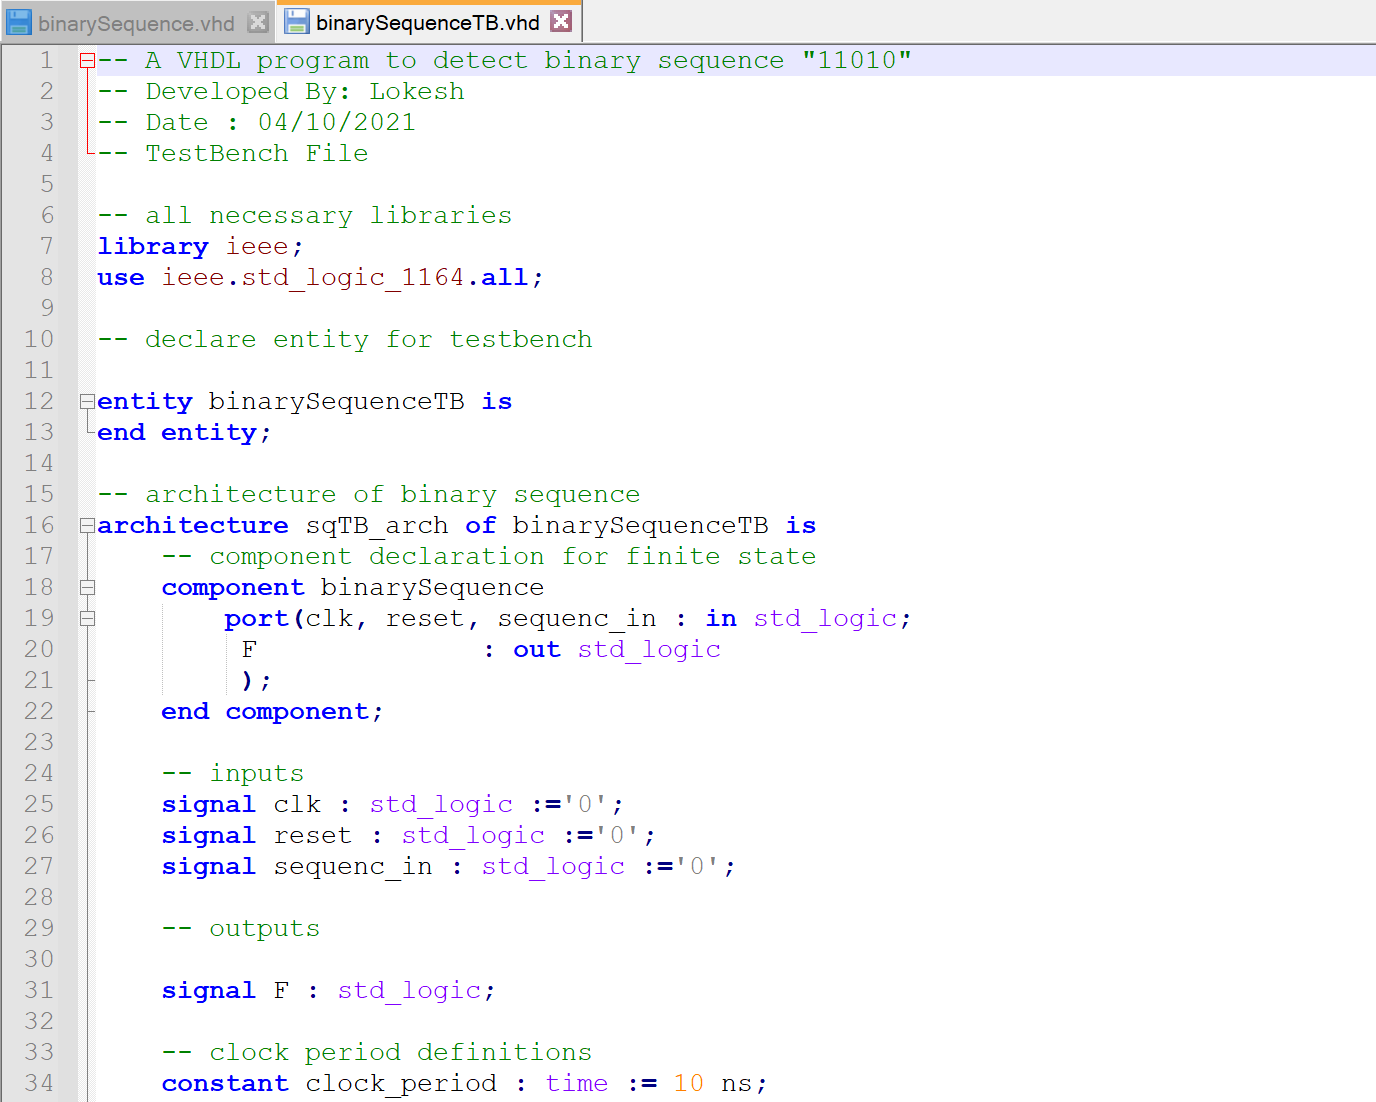 binarySequence.vhd binarySequenceTB.vhd
1 -- A VHDL program to detect binary sequence "11010"
2 -- Developed By: Lokesh
3 -- Date : 04/10/2021
4 -- TestBench File
5
6 -- all necessary libraries
7 library ieee;
8 use ieee.std_logic_1164.all;
9
10 -- declare entity for testbench
11
12 entity binarySequenceTB is
13 end entity;
14
15 -- architecture of binary sequence
16 architecture sqTB_arch of binarySequenceTB is
17 -- component declaration for finite state
18 component binarySequence
19 port(clk, reset, sequenc_in : in std_logic;
20 F : out std_logic
21 );
22 end component;
23
24 -- inputs
25 signal clk : std_logic :='0';
26 signal reset : std_logic :='0';
27 signal sequenc_in : std_logic :='0';
28
29 -- outputs
30
31 signal F : std_logic;
32
33 -- clock period definitions
34 constant clock_period : time := 10 ns;